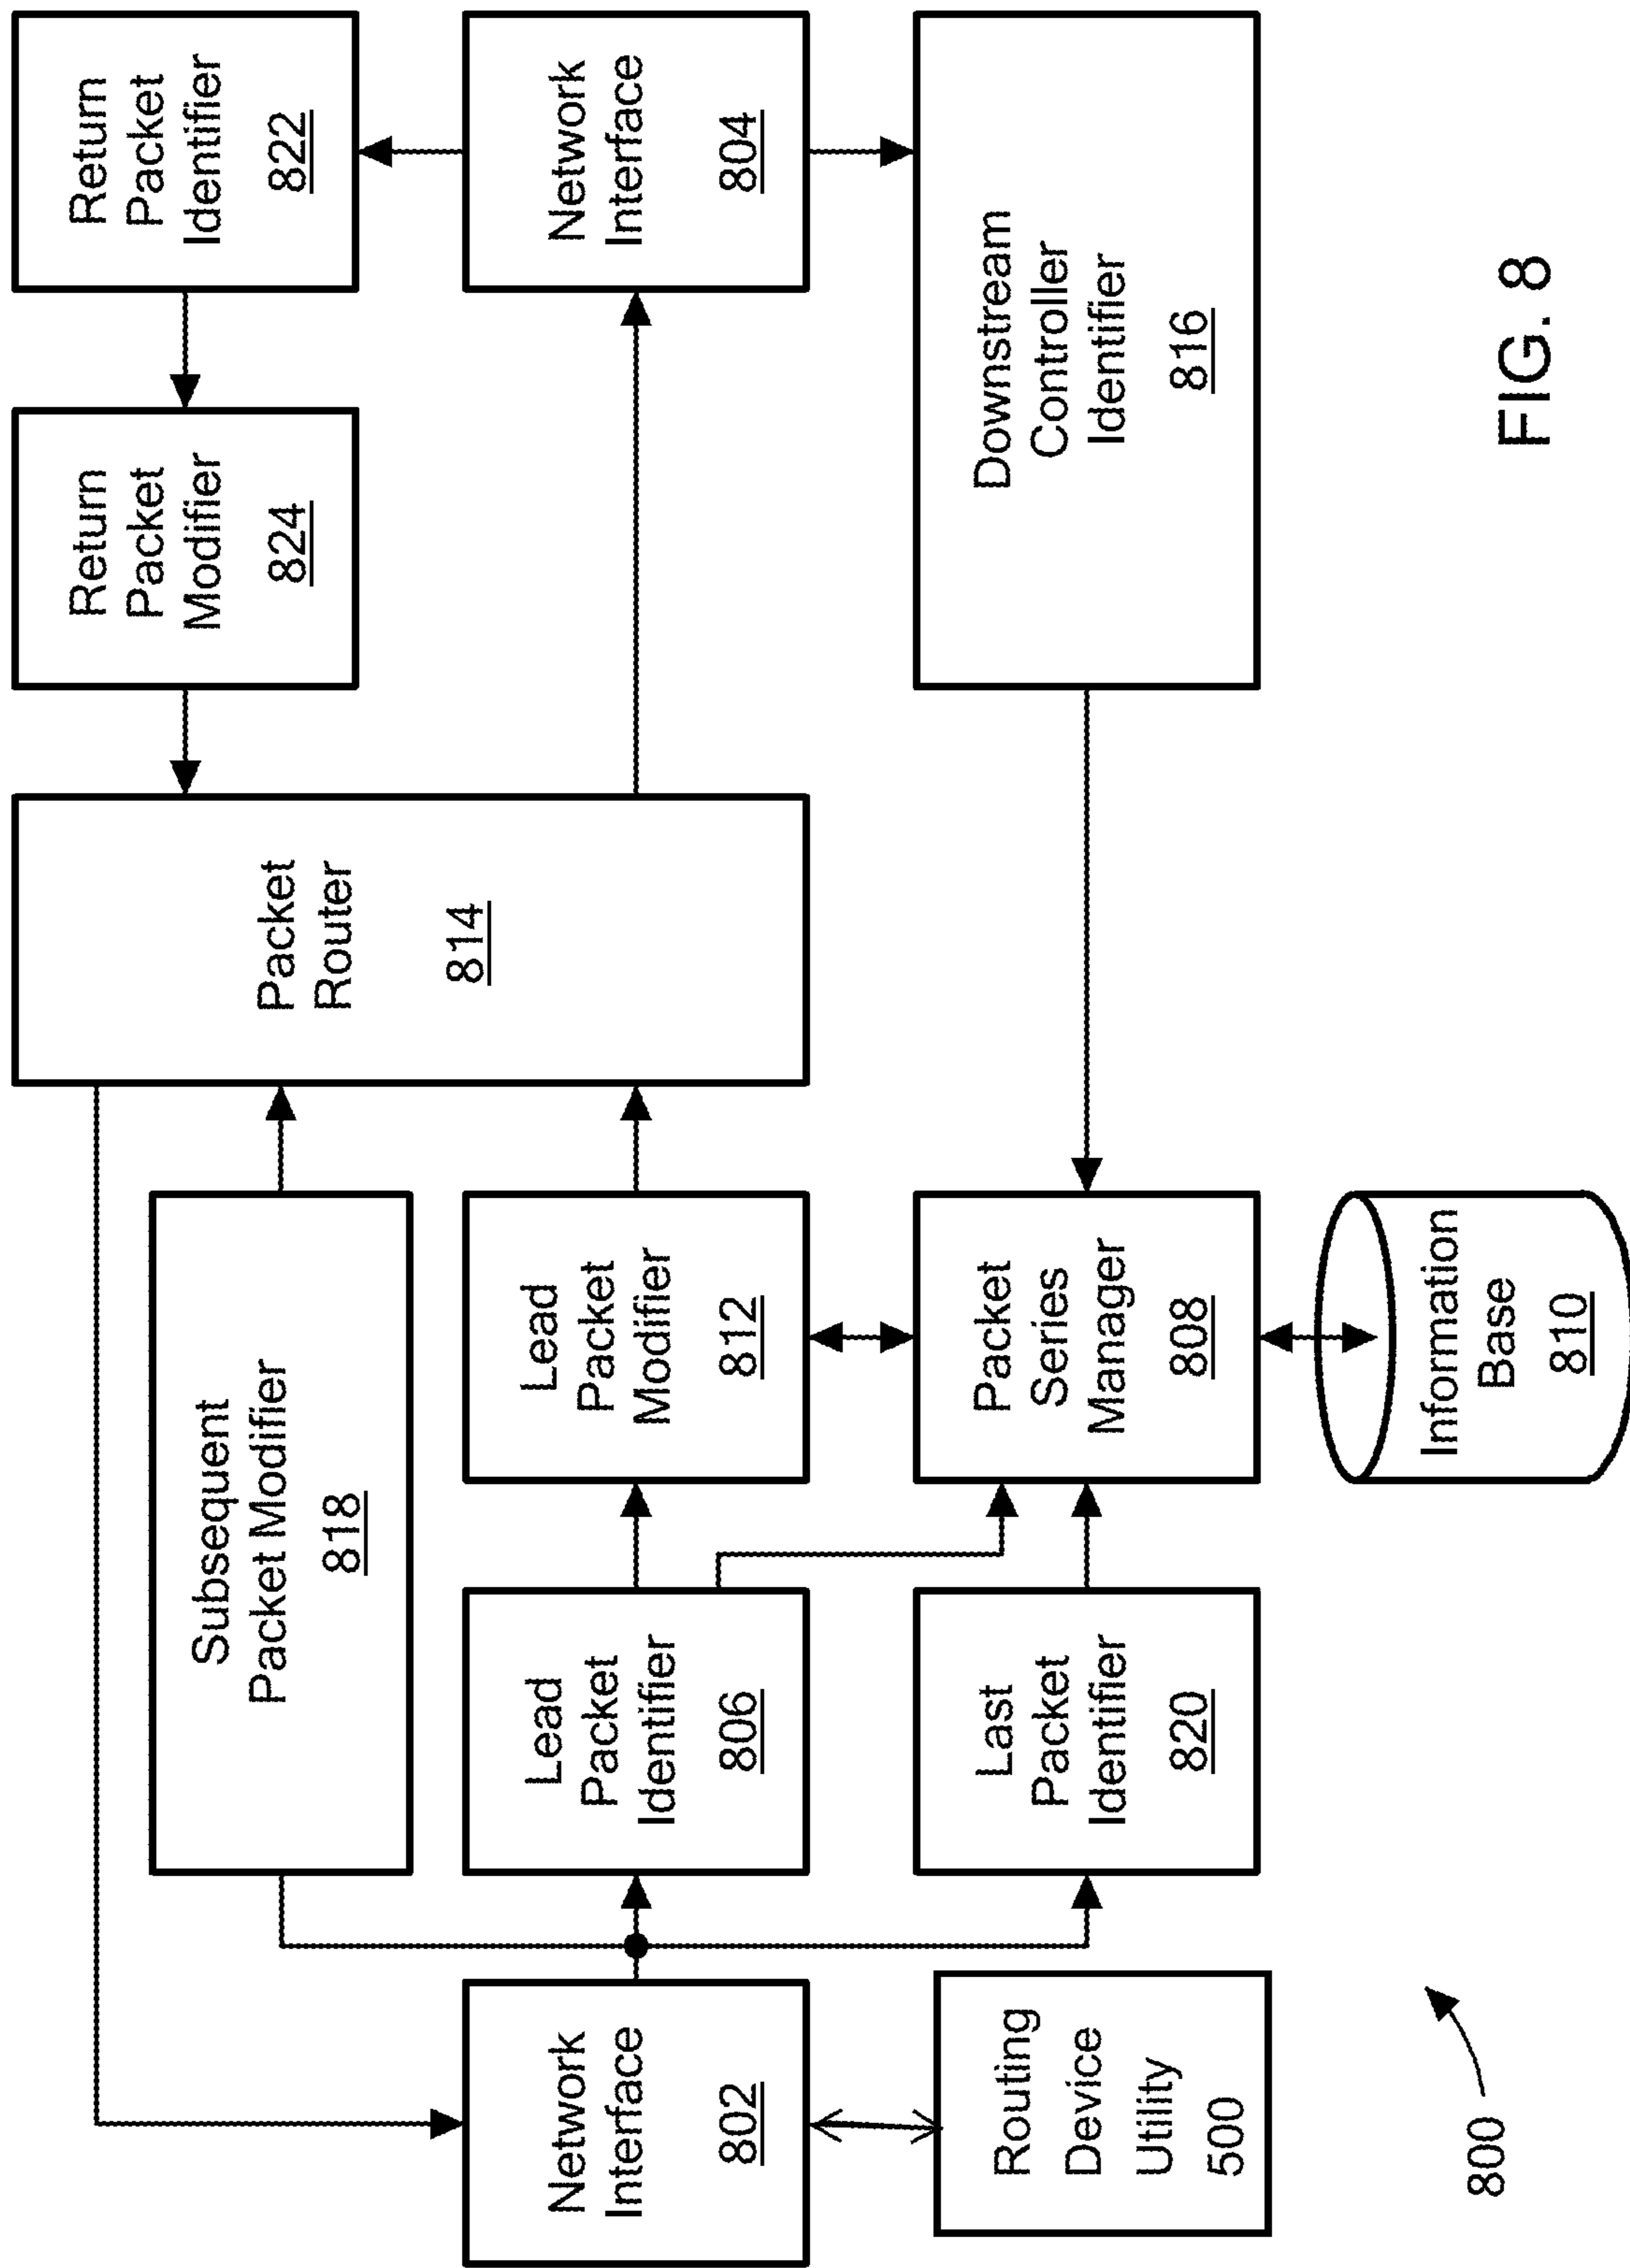 Network
Interface
802
Routing
Device
Utility
500
Subsequent
Packet Modifier
818
Lead
Packet
Identifier
806
Last
Packet
Identifier
820
Lead
Packet
Modifier
812
Packet
Series
Manager
808
Information
Base
810
Packet
Router
814
Return
Packet
Modifier
824
Return
Packet
Identifier
822
Network
Interface
804
Downstream
Controller
Identifier
816
800
FIG. 8